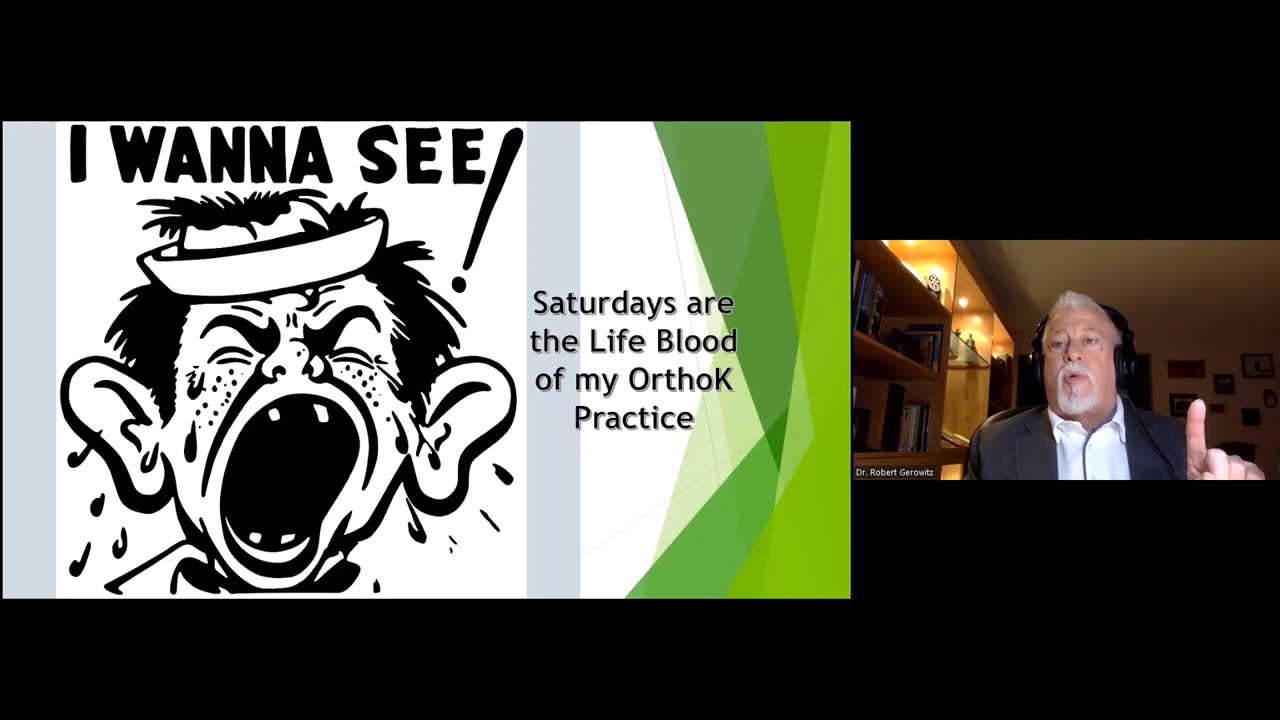 I WANNA SEE!
Saturdays are
the Life Blood
of my OrthoK
Practice
Dr. Robert Gerowitz